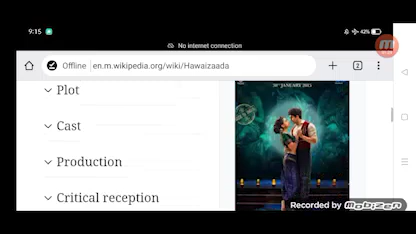 9:15
42%
No internet connection
Offline en.m.wikipedia.org/wiki/Hawaizaada
2
Plot
Cast
Production
Critical reception
30TH JANUARY 2015
Recorded by MOBIZEN